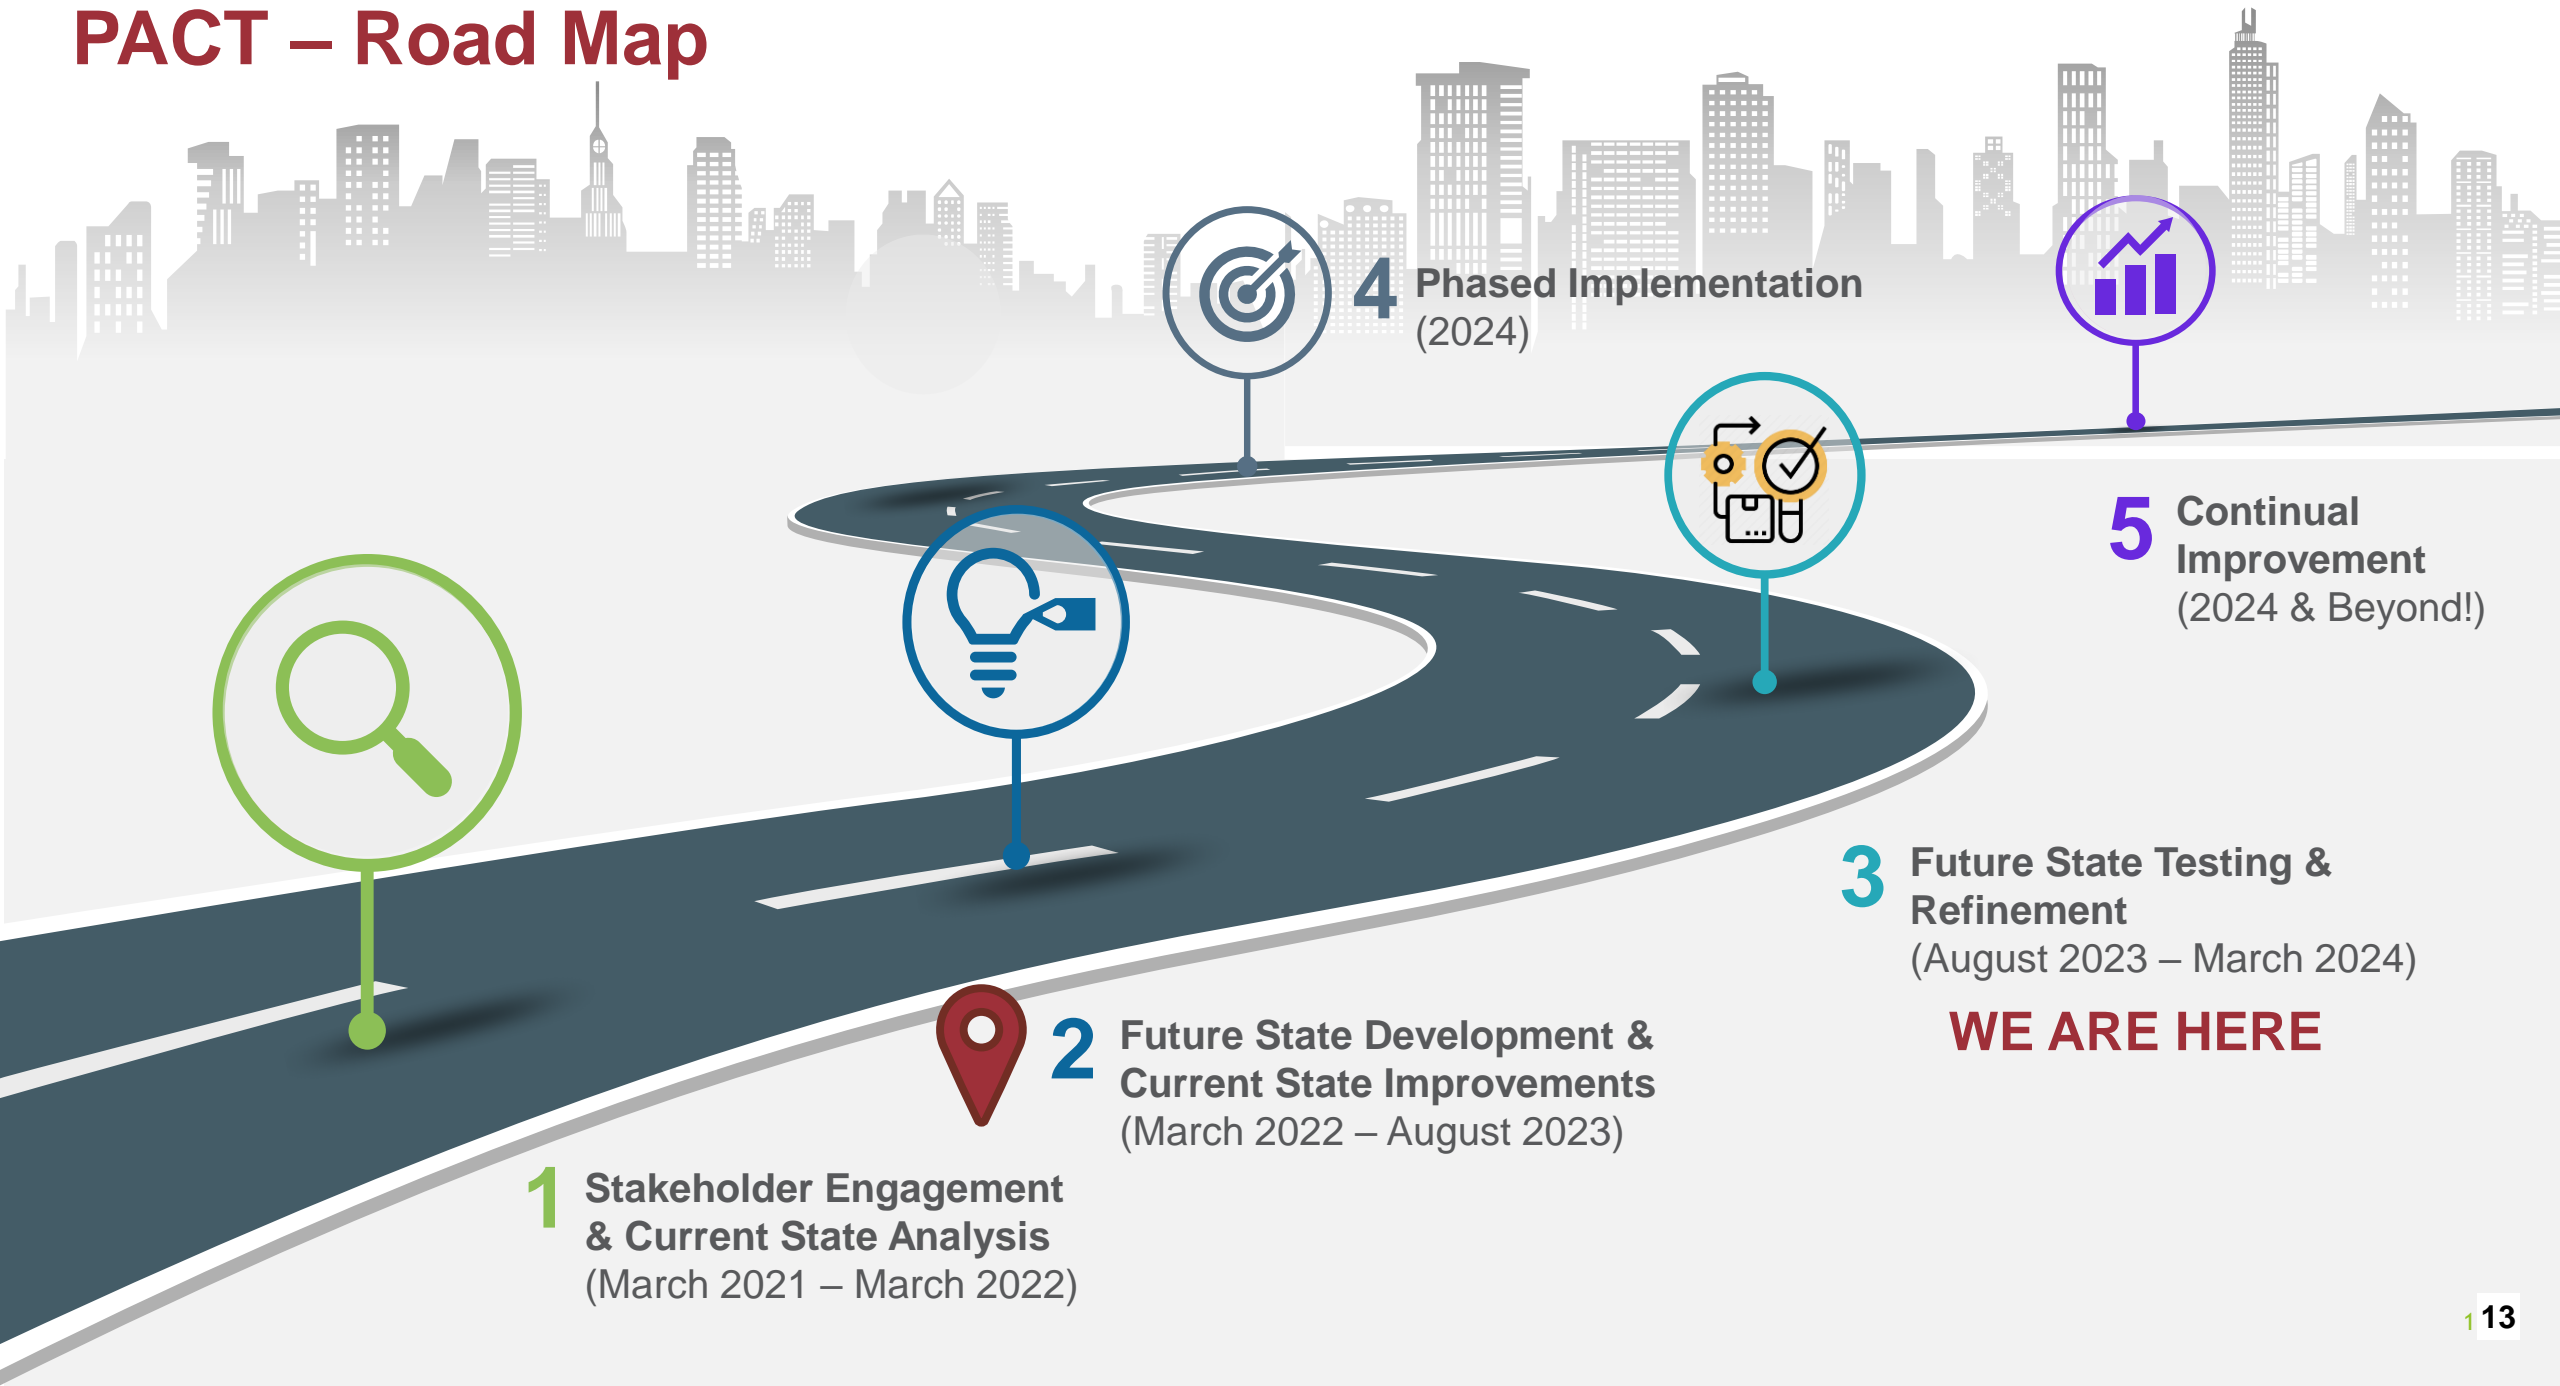 PACT – Road Map
4 Phased Implementation
(2024)
5 Continual
Improvement
(2024 & Beyond!)
3 Future State Testing &
Refinement
(August 2023 – March 2024)
WE ARE HERE
2 Future State Development &
Current State Improvements
(March 2022 – August 2023)
1 Stakeholder Engagement
& Current State Analysis
(March 2021 – March 2022)
1 13